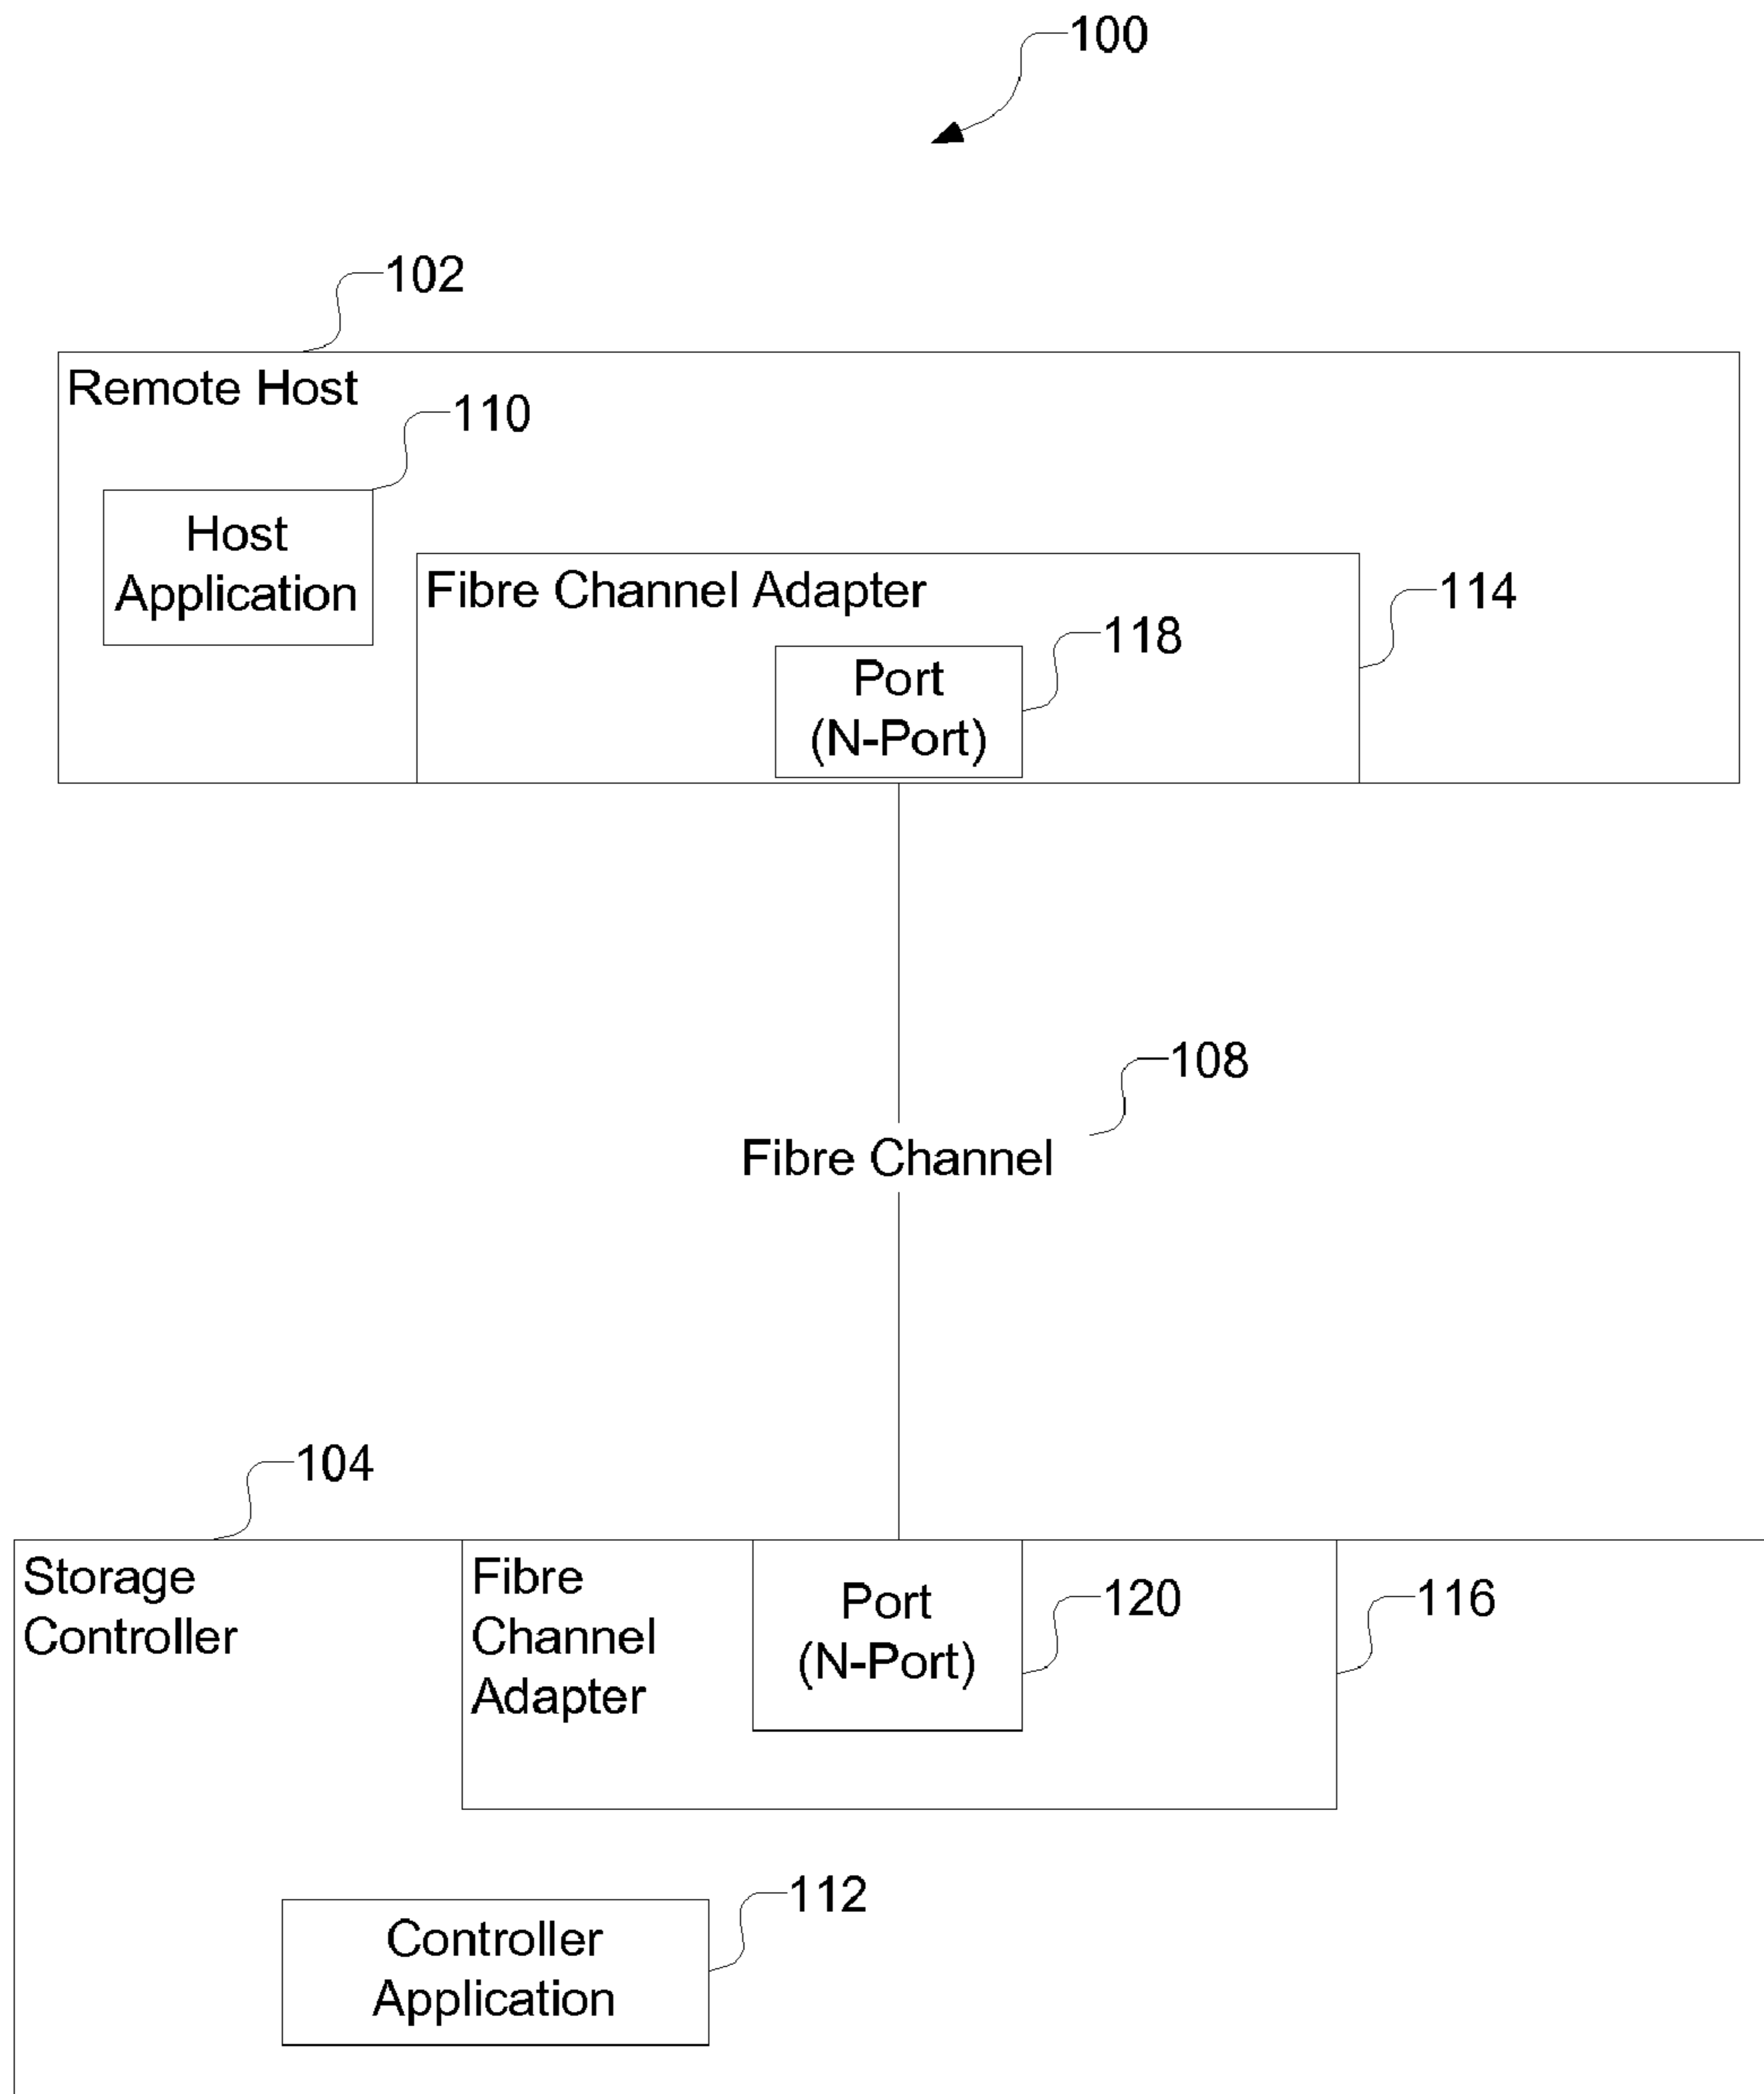 100
102
Remote Host
110
Host
Application
Fibre Channel Adapter
114
118
Port
(N-Port)
108
Fibre Channel
104
Storage
Controller
Fibre
Channel
Adapter
Port
(N-Port)
120
116
112
Controller
Application